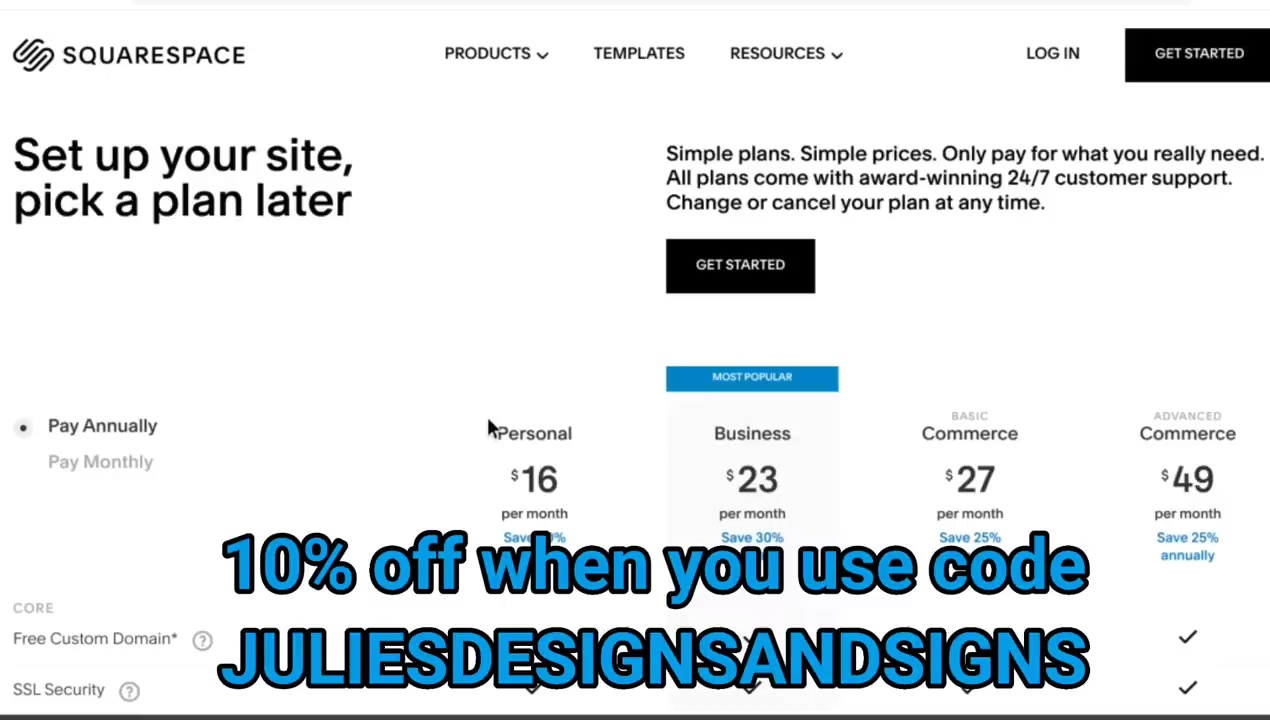 SQUARESPACE
PRODUCTS
TEMPLATES
RESOURCES
LOG IN
GET STARTED
Set up your site,
pick a plan later
Simple plans. Simple prices. Only pay for what you really need.
All plans come with award-winning 24/7 customer support.
Change or cancel your plan at any time.
GET STARTED
MOST POPULAR
Pay Annually
Pay Monthly
Personal
$16
per month
Save
Business
$23
per month
Save 30%
BASIC
Commerce
$27
per month
Save 25%
ADVANCED
Commerce
$49
per month
Save 25%
annually
10% off when you use code
JULIESDESIGNSANDSIGNS
CORE
Free Custom Domain* ?
SSL Security ?